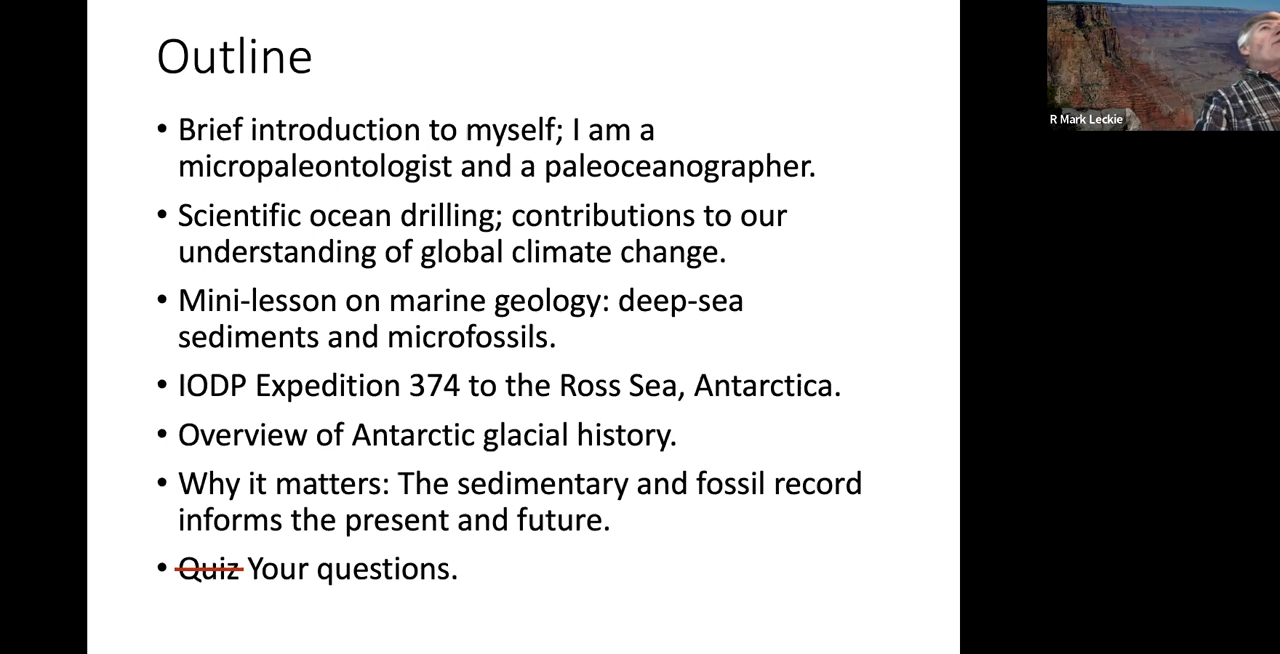 Outline
• Brief introduction to myself; I am a
micropaleontologist and a paleoceanographer.
• Scientific ocean drilling; contributions to our
understanding of global climate change.
• Mini-lesson on marine geology: deep-sea
sediments and microfossils.
• IODP Expedition 374 to the Ross Sea, Antarctica.
• Overview of Antarctic glacial history.
• Why it matters: The sedimentary and fossil record
informs the present and future.
• Quiz Your questions.
R Mark Leckie